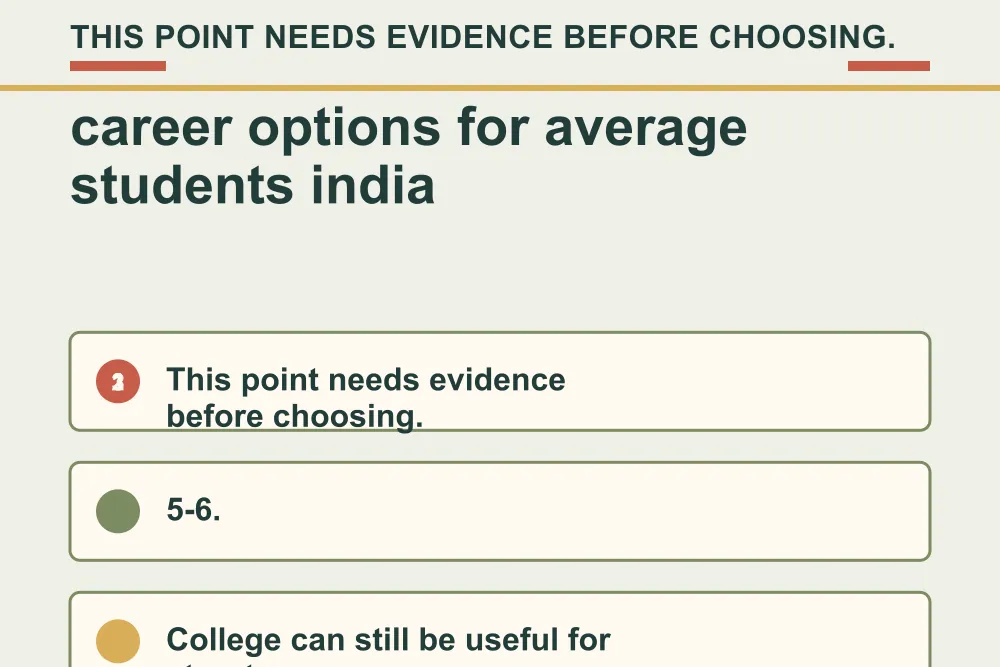 THIS POINT NEEDS EVIDENCE BEFORE CHOOSING.
career options for average
students india
This point needs evidence
before choosing.
5-6.
College can still be useful for